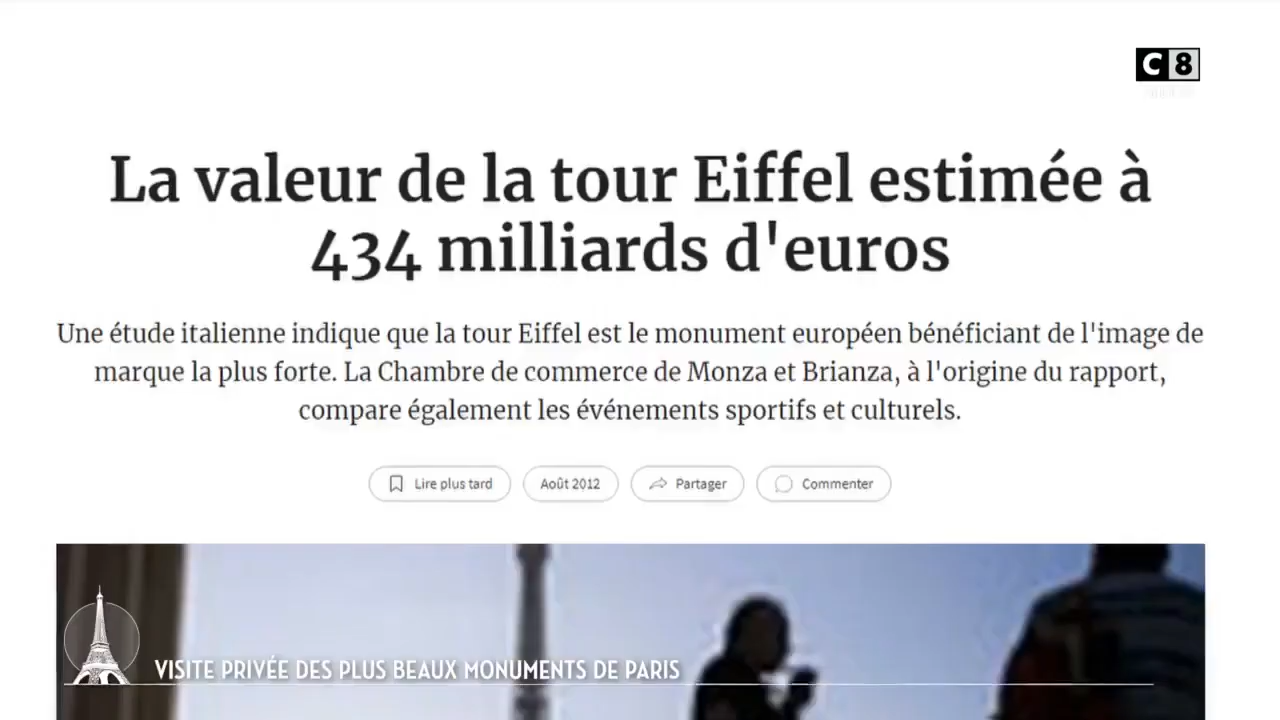 C8
La valeur de la tour Eiffel estimée à
434 milliards d'euros
Une étude italienne indique que la tour Eiffel est le monument européen bénéficiant de l'image de
marque la plus forte. La Chambre de commerce de Monza et Brianza, à l'origine du rapport,
compare également les événements sportifs et culturels.
Lire plus tard
Août 2012
Partager
Commenter
VISITE PRIVÉE DES PLUS BEAUX MONUMENTS DE PARIS